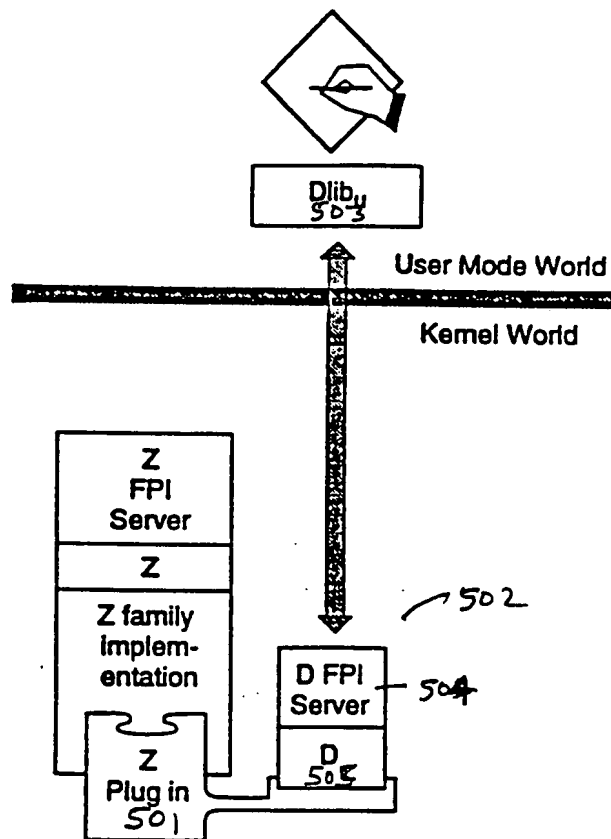 Dlibu
503
User Mode World
Kernel World
Z
FPI
Server
Z
Z family
implem-
entation
502
D FPI
Server
504
D
505
Z
Plug in
501